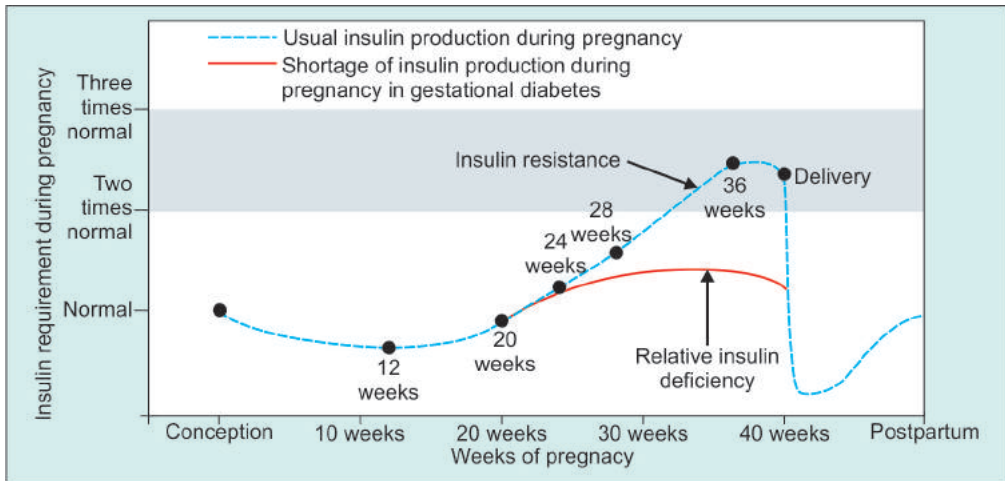 Usual insulin production during pregnancy
Shortage of insulin production during
pregnancy in gestational diabetes
Insulin requirement during pregnancy
Three
times
normal
Two
times
normal
Normal
Insulin resistance
36
weeks
Delivery
28
weeks
24
weeks
20
weeks
12
weeks
Relative insulin
deficiency
Conception
10 weeks
20 weeks
30 weeks
40 weeks
Postpartum
Weeks of pregnacy